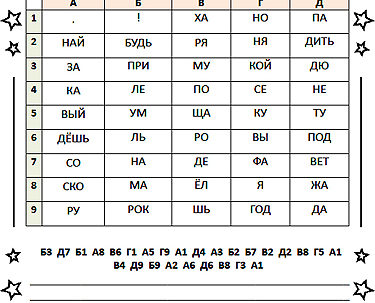 А Б В Г Д
1 . ! ХА НО ПА
2 НАЙ БУДЬ РЯ НЯ ДИТЬ
3 ЗА ПРИ МУ КОЙ ДЮ
4 КА ЛЕ ПО СЕ НЕ
5 ВЫЙ УМ ЩА КУ ТУ
6 ДЁШЬ ЛЬ РО ВЫ ПОД
7 СО НА ДЕ ФА ВЕТ
8 СКО МА ЁЛ Я ЖА
9 РУ РОК ШЬ ГОД ДА
Б3 Д7 Б1 А8 В6 Г1 А5 Г9 А1 Д4 А3 Б2 Б7 В2 Д2 В8 Г5 А1
В4 Д9 Б9 А2 А6 Д6 В8 Г3 А1